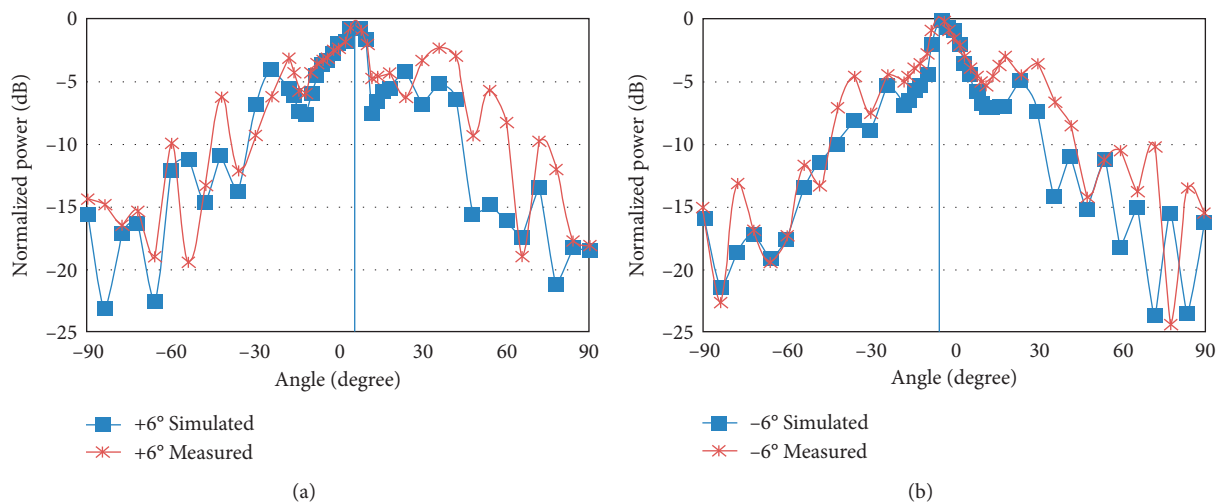 0
–5
–10
–15
–20
–25
Normalized power (dB)
–90 –60 –30 0 30 60 90
Angle (degree)
+6° Simulated
+6° Measured
(a)
0
–5
–10
–15
–20
–25
Normalized power (dB)
–90 –60 –30 0 30 60 90
Angle (degree)
–6° Simulated
–6° Measured
(b)